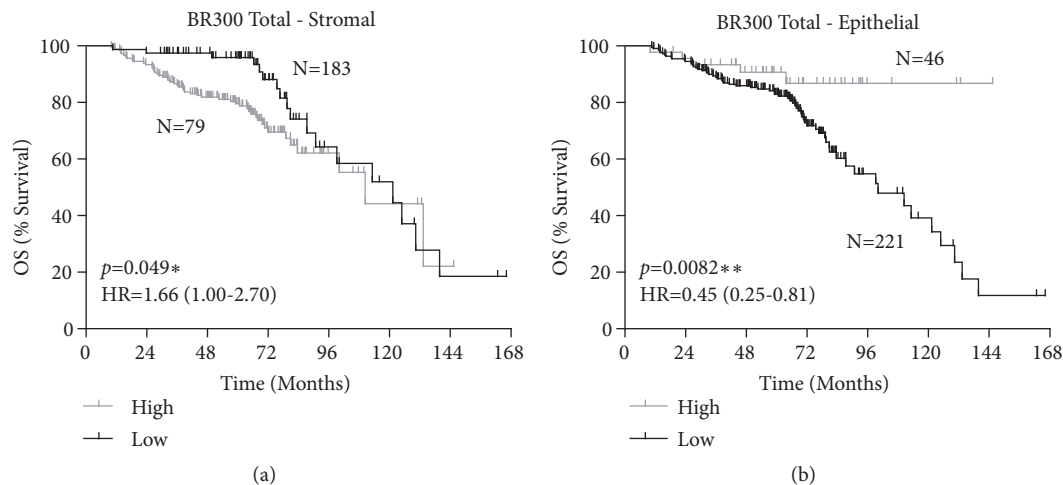 BR300 Total - Stromal
OS (% Survival)
100
80
60
40
20
0
N=183
N=79
p=0.049*
HR=1.66 (1.00-2.70)
0 24 48 72 96 120 144 168
Time (Months)
High
Low
(a)
BR300 Total - Epithelial
OS (% Survival)
100
80
60
40
20
0
N=46
N=221
p=0.0082**
HR=0.45 (0.25-0.81)
0 24 48 72 96 120 144 168
Time (Months)
High
Low
(b)